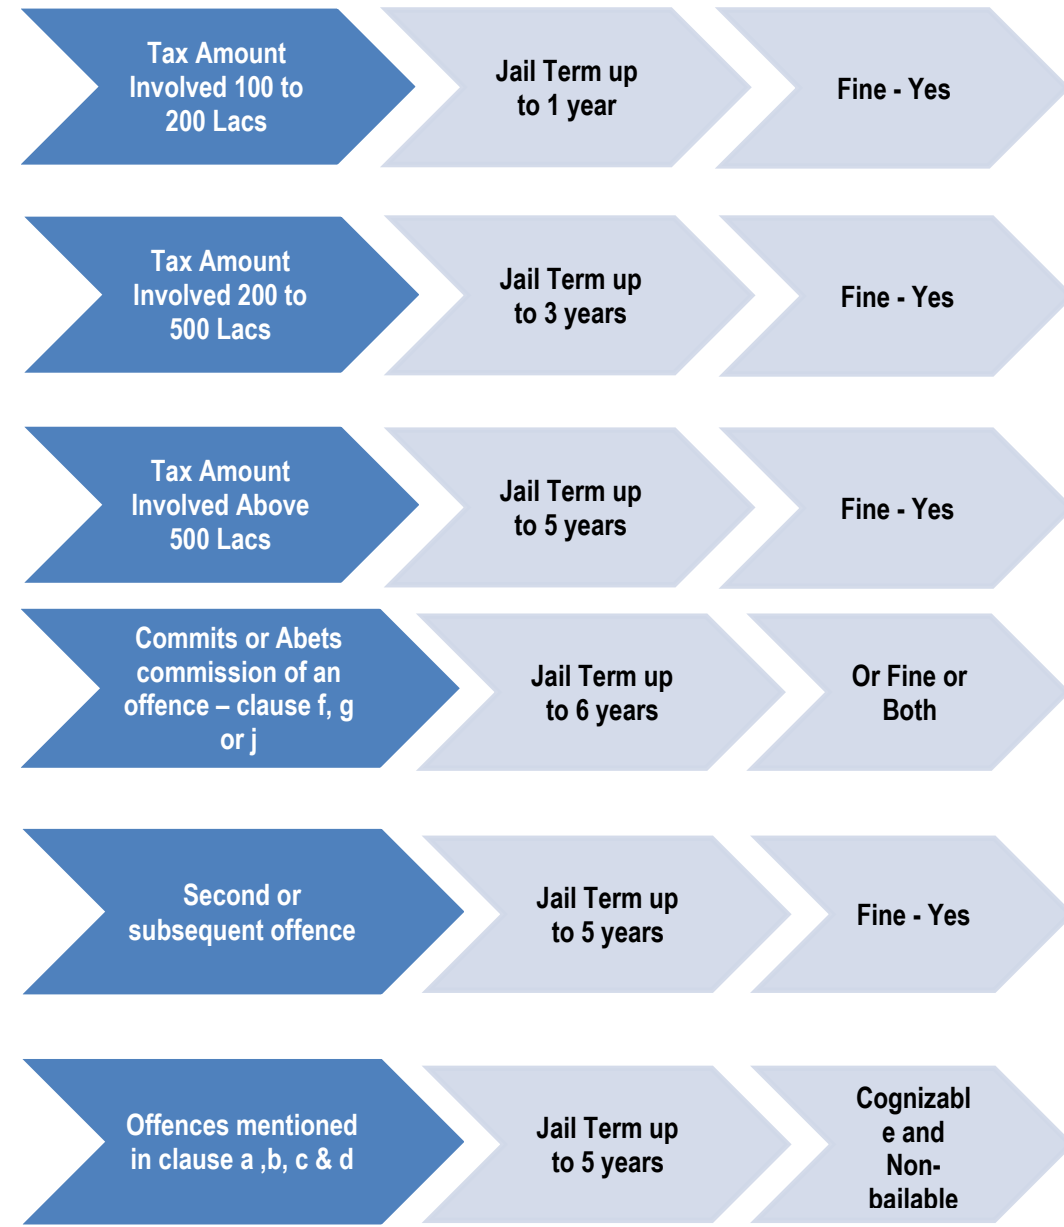 Tax Amount
Involved 100 to
200 Lacs
Jail Term up
to 1 year
Fine - Yes
Tax Amount
Involved 200 to
500 Lacs
Jail Term up
to 3 years
Fine - Yes
Tax Amount
Involved Above
500 Lacs
Jail Term up
to 5 years
Fine - Yes
Commits or Abets
commission of an
offence – clause f, g
or j
Jail Term up
to 6 years
Or Fine or
Both
Second or
subsequent offence
Jail Term up
to 5 years
Fine - Yes
Offences mentioned
in clause a ,b, c & d
Jail Term up
to 5 years
Cognizabl
e and
Non-
bailable